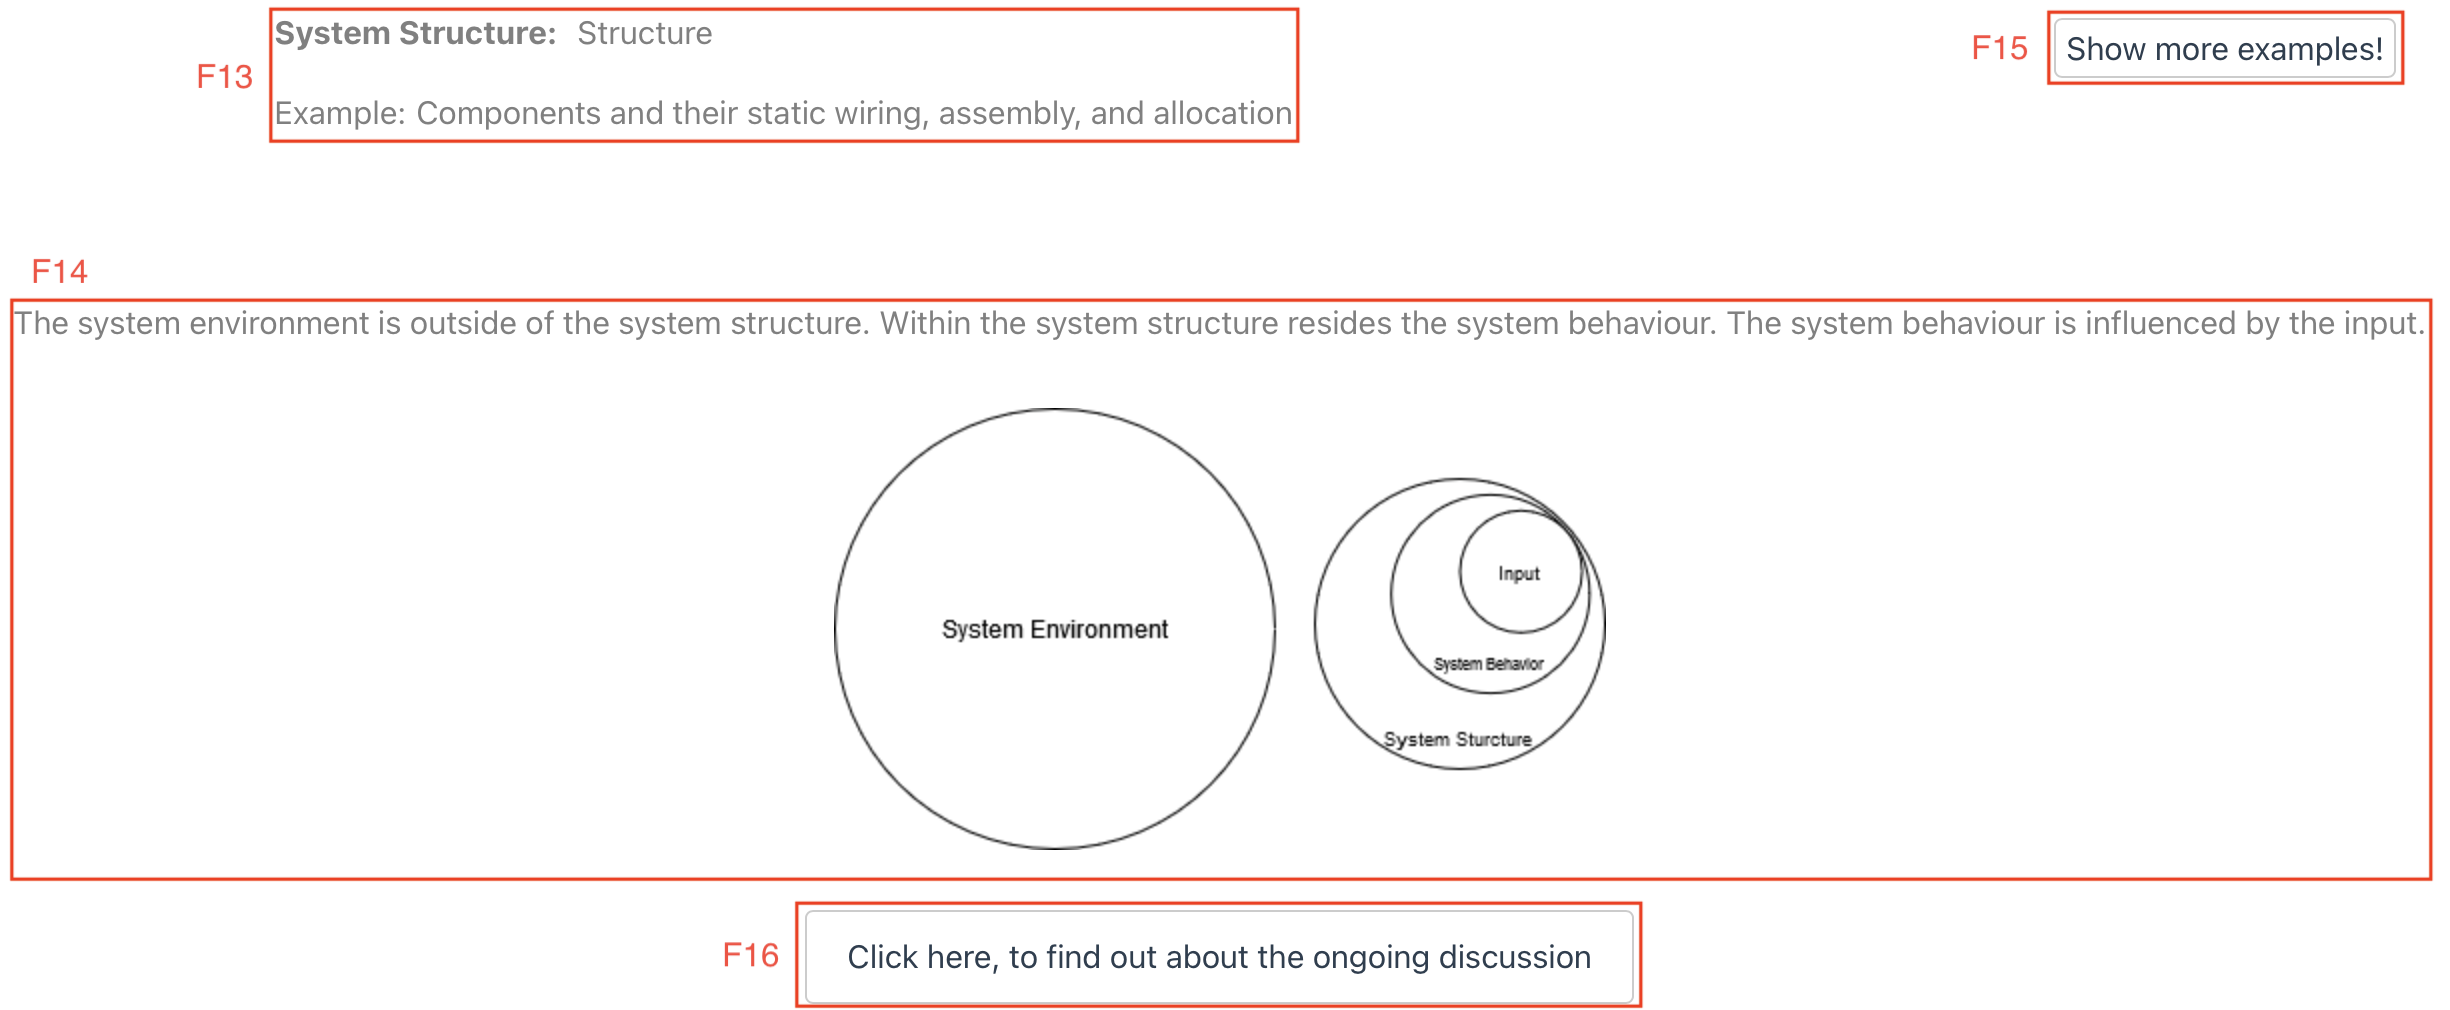 System Structure: Structure
F15
Show more examples!
F13
Example: Components and their static wiring, assembly, and allocation
F14
The system environment is outside of the system structure. Within the system structure resides the system behaviour. The system behaviour is influenced by the input.
Input
System Environment
System Behavior
System Sturcture
F16
Click here, to find out about the ongoing discussion